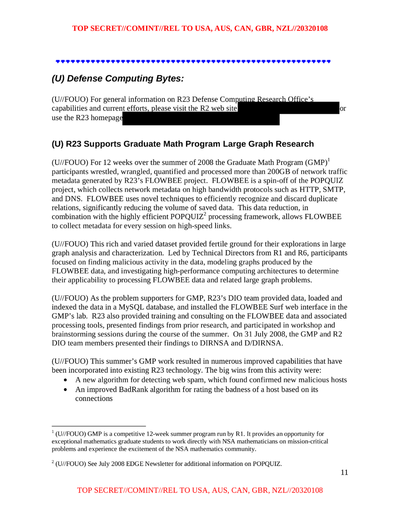 TOP SECRET//COMINT//REL TO USA, AUS, CAN, GBR, NZL//20320108
(U) Defense Computing Bytes:
(U//FOUO) For general information on R23 Defense Computing Research Office's
capabilities and current efforts, please visit the R2 web site or
use the R23 homepage
(U) R23 Supports Graduate Math Program Large Graph Research
(U//FOUO) For 12 weeks over the summer of 2008 the Graduate Math Program (GMP)1
participants wrestled, wrangled, quantified and processed more than 200GB of network traffic
metadata generated by R23's FLOWBEE project. FLOWBEE is a spin-off of the POPQUIZ
project, which collects network metadata on high bandwidth protocols such as HTTP, SMTP,
and DNS. FLOWBEE uses novel techniques to efficiently recognize and discard duplicate
relations, significantly reducing the volume of saved data. This data reduction, in
combination with the highly efficient POPQUIZ2 processing framework, allows FLOWBEE
to collect metadata for every session on high-speed links.
(U//FOUO) This rich and varied dataset provided fertile ground for their explorations in large
graph analysis and characterization. Led by Technical Directors from R1 and R6, participants
focused on finding malicious activity in the data, modeling graphs produced by the
FLOWBEE data, and investigating high-performance computing architectures to determine
their applicability to processing FLOWBEE data and related large graph problems.
(U//FOUO) As the problem supporters for GMP, R23's DIO team provided data, loaded and
indexed the data in a MySQL database, and installed the FLOWBEE Surf web interface in the
GMP's lab. R23 also provided training and consulting on the FLOWBEE data and associated
processing tools, presented findings from prior research, and participated in workshop and
brainstorming sessions during the course of the summer. On 31 July 2008, the GMP and R2
DIO team members presented their findings to DIRNSA and D/DIRNSA.
(U//FOUO) This summer's GMP work resulted in numerous improved capabilities that have
been incorporated into existing R23 technology. The big wins from this activity were:
• A new algorithm for detecting web spam, which found confirmed new malicious hosts
• An improved BadRank algorithm for rating the badness of a host based on its
connections
1 (U//FOUO) GMP is a competitive 12-week summer program run by R1. It provides an opportunity for
exceptional mathematics graduate students to work directly with NSA mathematicians on mission-critical
problems and experience the excitement of the NSA mathematics community.
2 (U//FOUO) See July 2008 EDGE Newsletter for additional information on POPQUIZ.
11
TOP SECRET//COMINT//REL TO USA, AUS, CAN, GBR, NZL//20320108